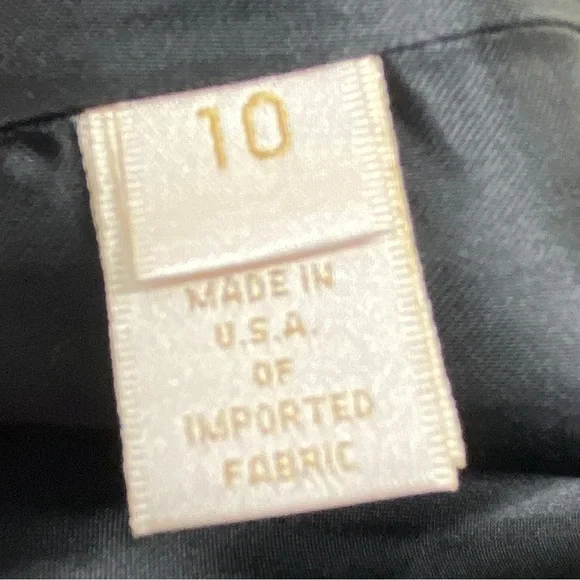 10
MADE IN
U.S.A.
OF
IMPORTED
FABRIC